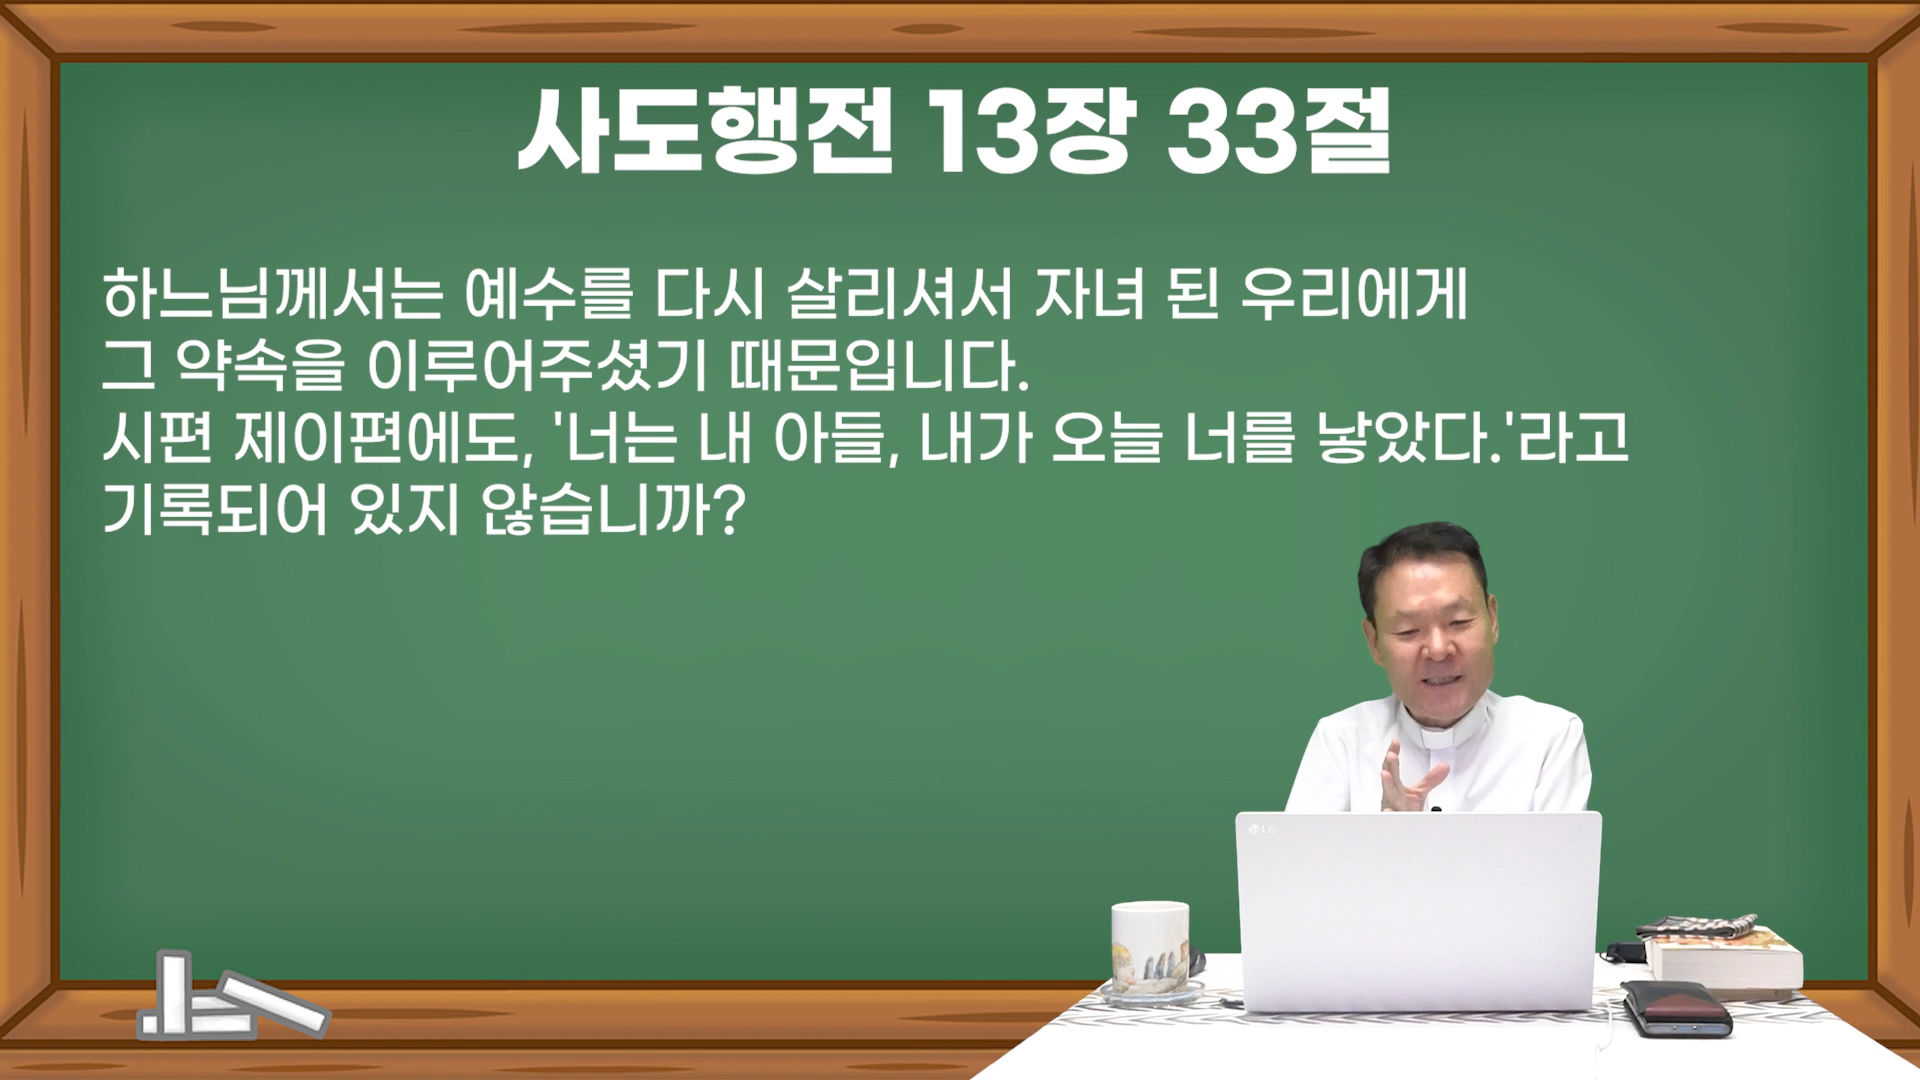 사도행전 13장 33절
하느님께서는 예수를 다시 살리셔서 자녀 된 우리에게
그 약속을 이루어주셨기 때문입니다.
시편 제이편에도, '너는 내 아들, 내가 오늘 너를 낳았다.'라고
기록되어 있지 않습니까?
LG